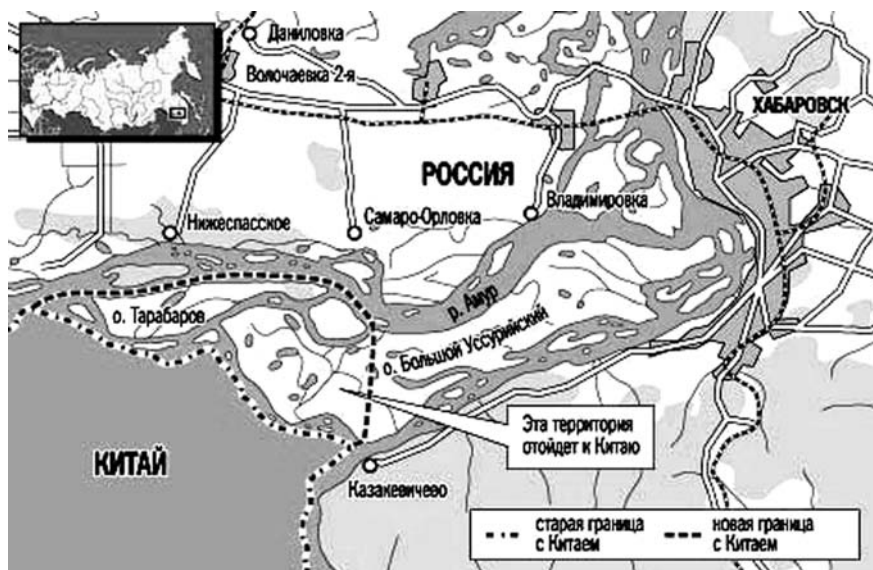 Даниловка
Волочаевка 2-я
ХАБАРОВСК
РОССИЯ
Владимировка
Нижеспасское
Самаро-Орловка
р. Амур
о. Тарабаров
о. Большой Уссурийский
Эта территория
отойдет к Китаю
КИТАЙ
Казакевичево
старая граница
с Китаем
новая граница
с Китаем